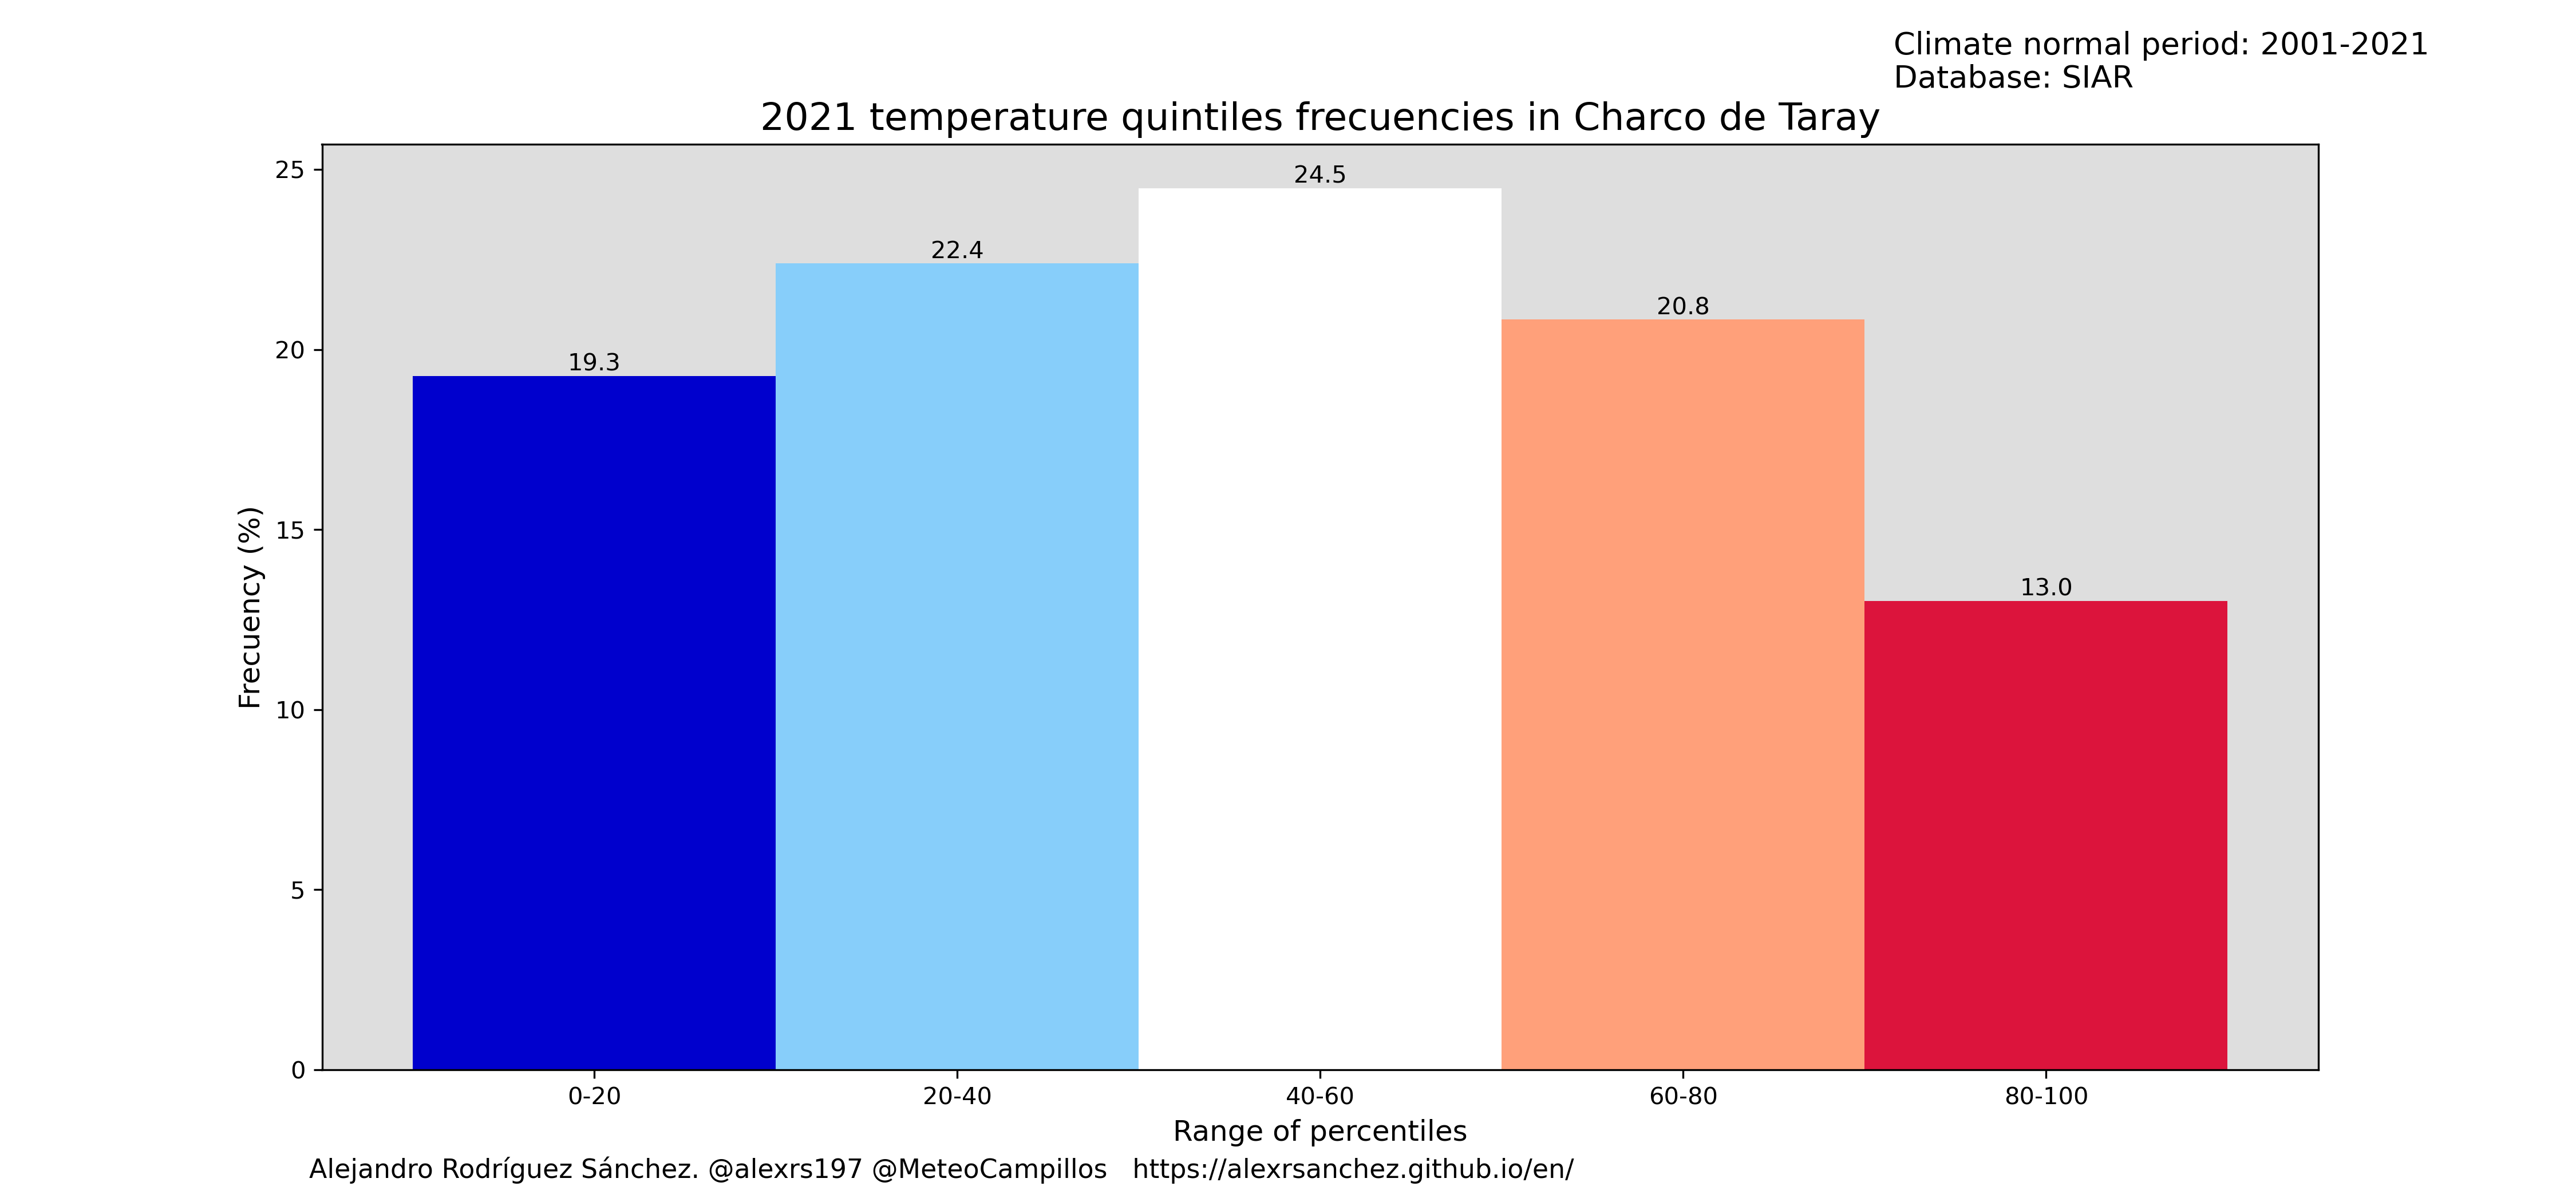 Climate normal period: 2001-2021
Database: SIAR
2021 temperature quintiles frecuencies in Charco de Taray
25
20
15
10
5
0
Frecuency (%)
19.3
22.4
24.5
20.8
13.0
0-20
20-40
40-60
60-80
80-100
Range of percentiles
Alejandro Rodríguez Sánchez. @alexrs197 @MeteoCampillos https://alexrsanchez.github.io/en/